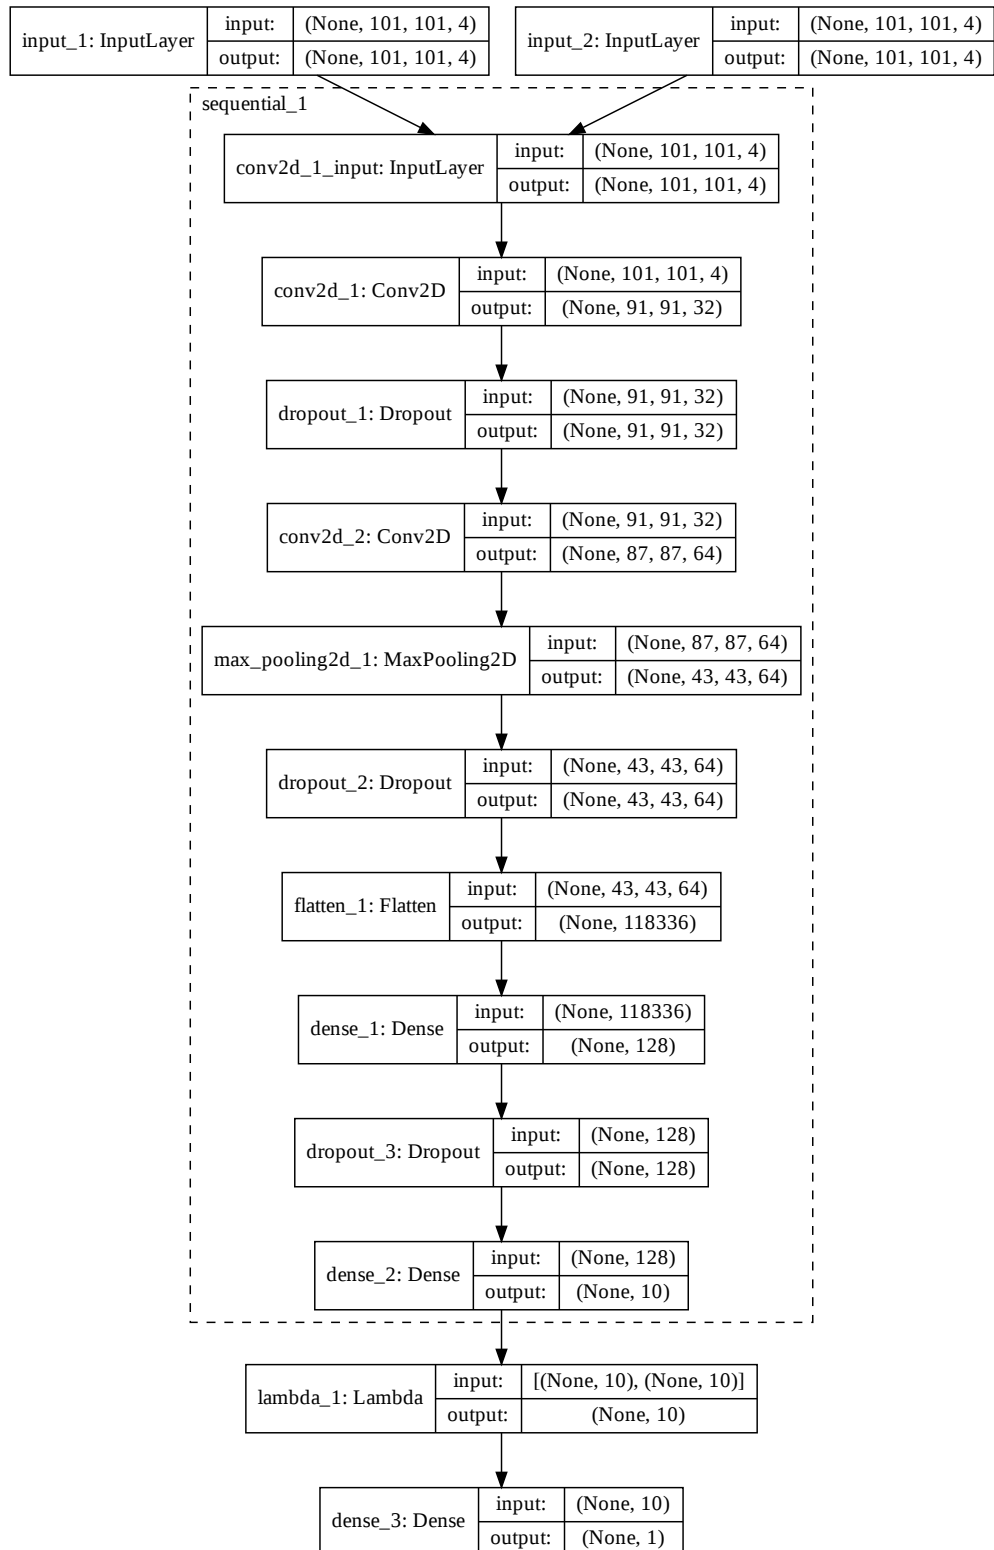 input_1: InputLayer
input: (None, 101, 101, 4)
output: (None, 101, 101, 4)
input_2: InputLayer
input: (None, 101, 101, 4)
output: (None, 101, 101, 4)
sequential_1
conv2d_1_input: InputLayer
input: (None, 101, 101, 4)
output: (None, 101, 101, 4)
conv2d_1: Conv2D
input: (None, 101, 101, 4)
output: (None, 91, 91, 32)
dropout_1: Dropout
input: (None, 91, 91, 32)
output: (None, 91, 91, 32)
conv2d_2: Conv2D
input: (None, 91, 91, 32)
output: (None, 87, 87, 64)
max_pooling2d_1: MaxPooling2D
input: (None, 87, 87, 64)
output: (None, 43, 43, 64)
dropout_2: Dropout
input: (None, 43, 43, 64)
output: (None, 43, 43, 64)
flatten_1: Flatten
input: (None, 43, 43, 64)
output: (None, 118336)
dense_1: Dense
input: (None, 118336)
output: (None, 128)
dropout_3: Dropout
input: (None, 128)
output: (None, 128)
dense_2: Dense
input: (None, 128)
output: (None, 10)
lambda_1: Lambda
input: [(None, 10), (None, 10)]
output: (None, 10)
dense_3: Dense
input: (None, 10)
output: (None, 1)